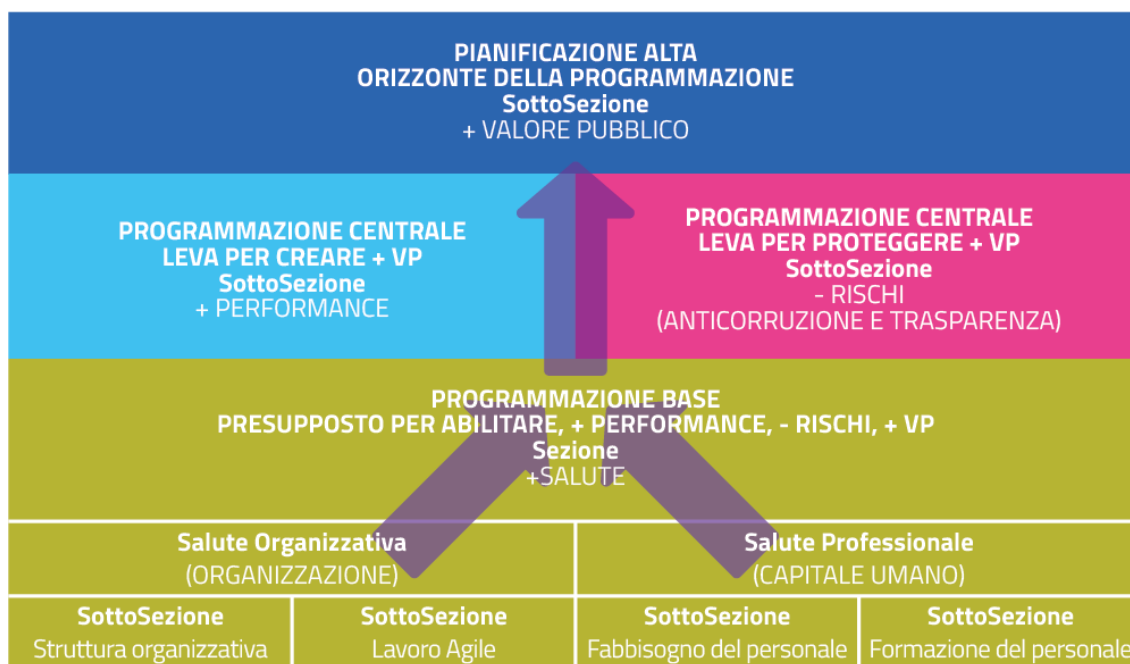 PIANIFICAZIONE ALTA
ORIZZONTE DELLA PROGRAMMAZIONE
SottoSezione
+ VALORE PUBBLICO
PROGRAMMAZIONE CENTRALE
LEVA PER CREARE + VP
SottoSezione
+ PERFORMANCE
PROGRAMMAZIONE CENTRALE
LEVA PER PROTEGGERE + VP
SottoSezione
- RISCHI
(ANTICORRUZIONE E TRASPARENZA)
PROGRAMMAZIONE BASE
PRESUPPOSTO PER ABILITARE, + PERFORMANCE, - RISCHI, + VP
Sezione
+SALUTE
Salute Organizzativa
(ORGANIZZAZIONE)
Salute Professionale
(CAPITALE UMANO)
SottoSezione
Struttura organizzativa
SottoSezione
Lavoro Agile
SottoSezione
Fabbisogno del personale
SottoSezione
Formazione del personale